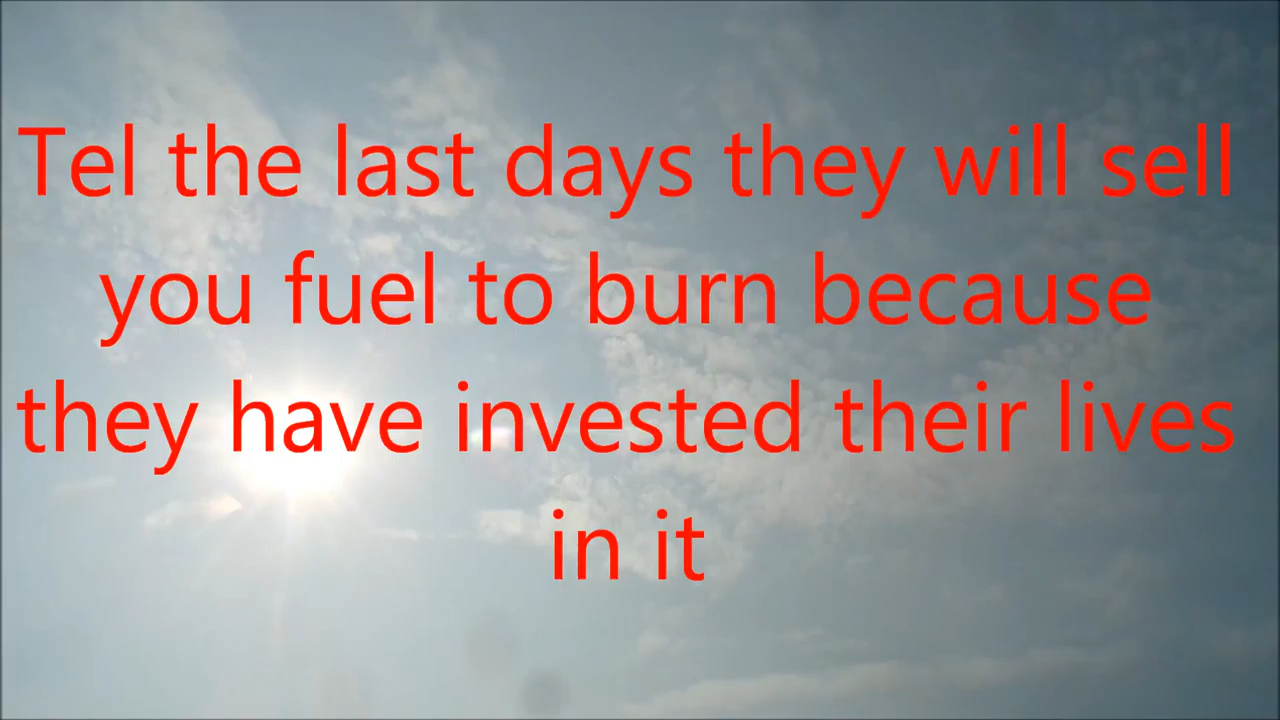 Tel the last days they will sell
you fuel to burn because
they have invested their lives
in it